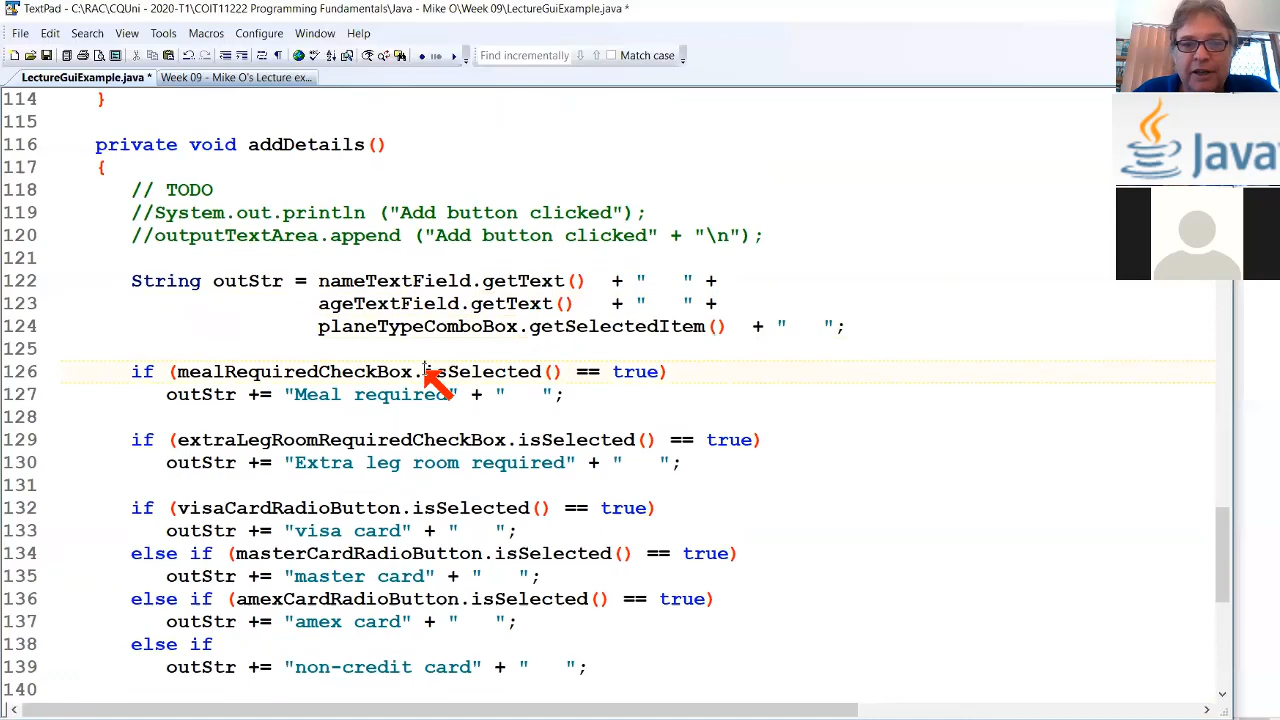 TextPad - C:\RAC\CQUni - 2020-T1\COIT11222 Programming Fundamentals\Java - Mike O\Week 09\LectureGuiExample.java *
File Edit Search View Tools Macros Configure Window Help
Find incrementally Match case
LectureGuiExample.java * Week 09 - Mike O's Lecture ex...
114 }
115
116 private void addDetails()
117 {
118 // TODO
119 //System.out.println ("Add button clicked");
120 //outputTextArea.append ("Add button clicked" + "\n");
121
122 String outStr = nameTextField.getText() + "   " +
123 ageTextField.getText() + "   " +
124 planeTypeComboBox.getSelectedItem() + "   ";
125
126 if (mealRequiredCheckBox.isSelected() == true)
127 outStr += "Meal required" + "   ";
128
129 if (extraLegRoomRequiredCheckBox.isSelected() == true)
130 outStr += "Extra leg room required" + "   ";
131
132 if (visaCardRadioButton.isSelected() == true)
133 outStr += "visa card" + "   ";
134 else if (masterCardRadioButton.isSelected() == true)
135 outStr += "master card" + "   ";
136 else if (amexCardRadioButton.isSelected() == true)
137 outStr += "amex card" + "   ";
138 else if
139 outStr += "non-credit card" + "   ";
140
Java